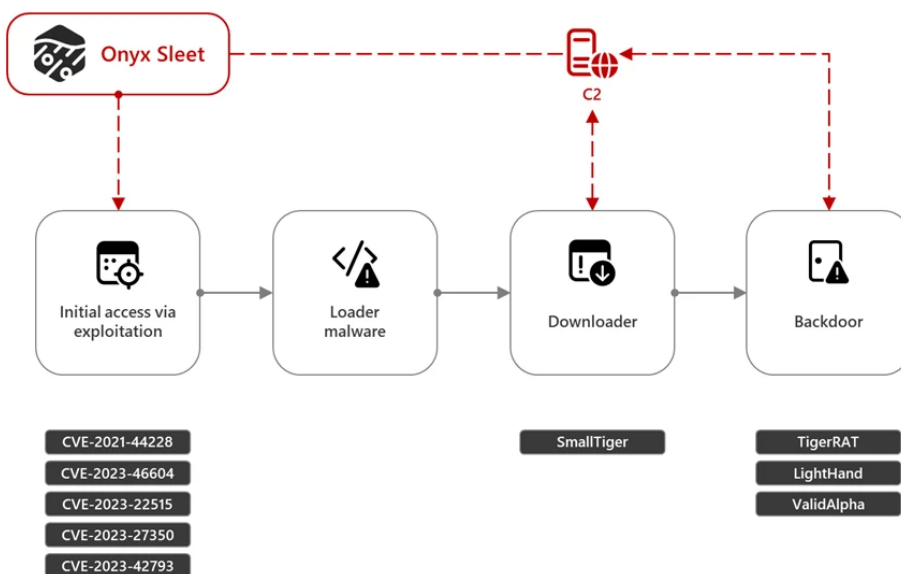 Onyx Sleet
C2
Initial access via
exploitation
Loader
malware
Downloader
Backdoor
CVE-2021-44228
CVE-2023-46604
CVE-2023-22515
CVE-2023-27350
CVE-2023-42793
SmallTiger
TigerRAT
LightHand
ValidAlpha